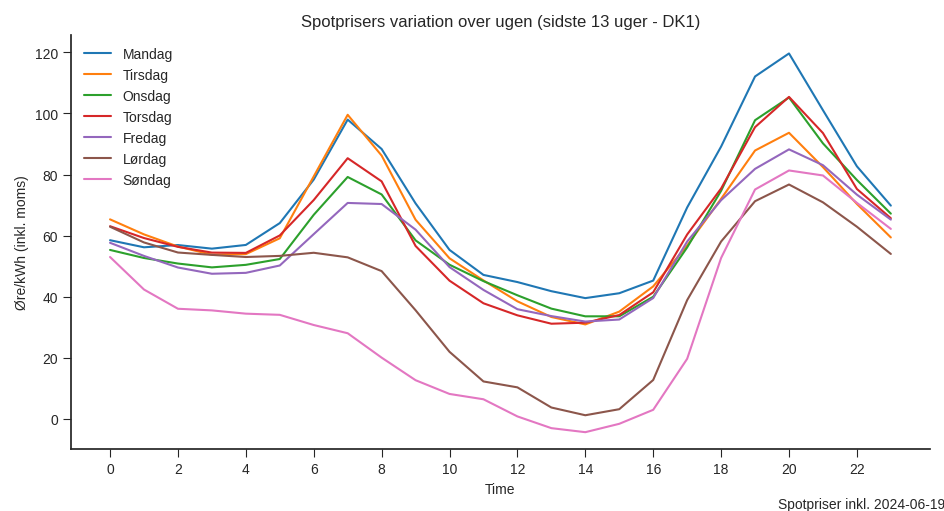 Spotprisers variation over ugen (sidste 13 uger - DK1)
Mandag
Tirsdag
Onsdag
Torsdag
Fredag
Lørdag
Søndag
Øre/kWh (inkl. moms)
120
100
80
60
40
20
0
0 2 4 6 8 10 12 14 16 18 20 22
Time
Spotpriser inkl. 2024-06-19